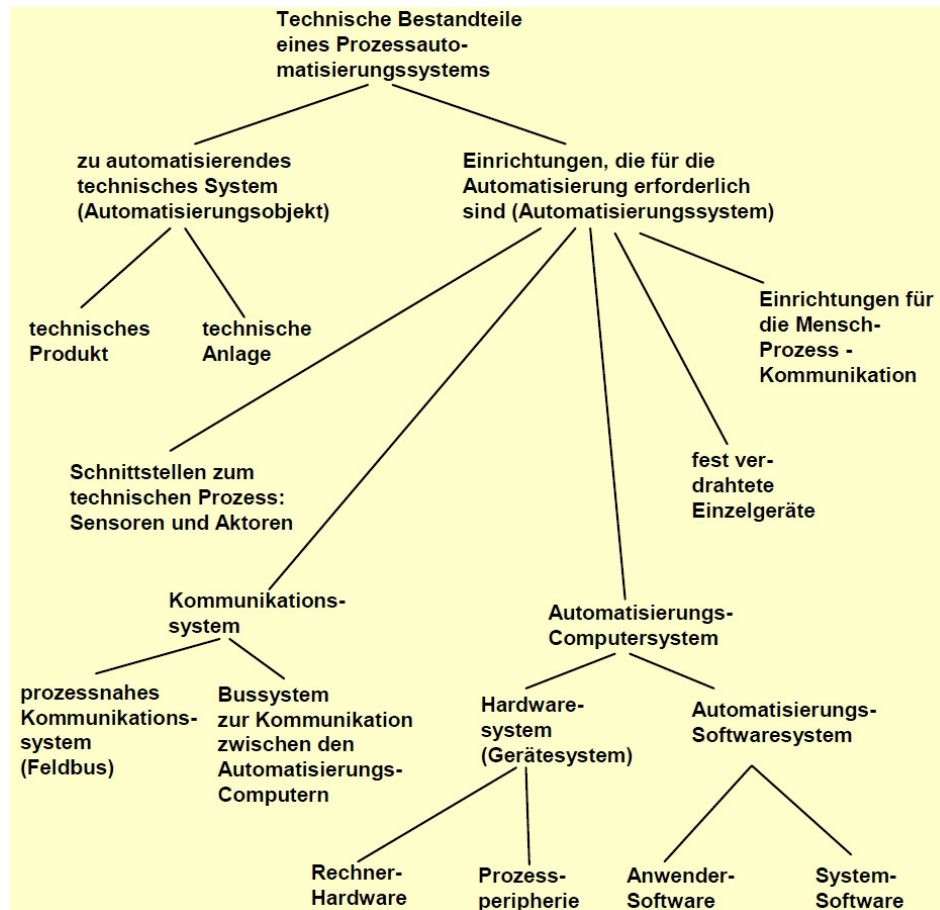 Technische Bestandteile
eines Prozessauto-
matisierungssystems
zu automatisierendes
technisches System
(Automatisierungsobjekt)
Einrichtungen, die für die
Automatisierung erforderlich
sind (Automatisierungssystem)
technisches
Produkt
technische
Anlage
Einrichtungen für
die Mensch-
Prozess -
Kommunikation
Schnittstellen zum
technischen Prozess:
Sensoren und Aktoren
fest ver-
drahtete
Einzelgeräte
Kommunikations-
system
Automatisierungs-
Computersystem
prozessnahes
Kommunikations-
system
(Feldbus)
Bussystem
zur Kommunikation
zwischen den
Automatisierungs-
Computern
Hardware-
system
(Gerätesystem)
Automatisierungs-
Softwaresystem
Rechner-
Hardware
Prozess-
peripherie
Anwender-
Software
System-
Software